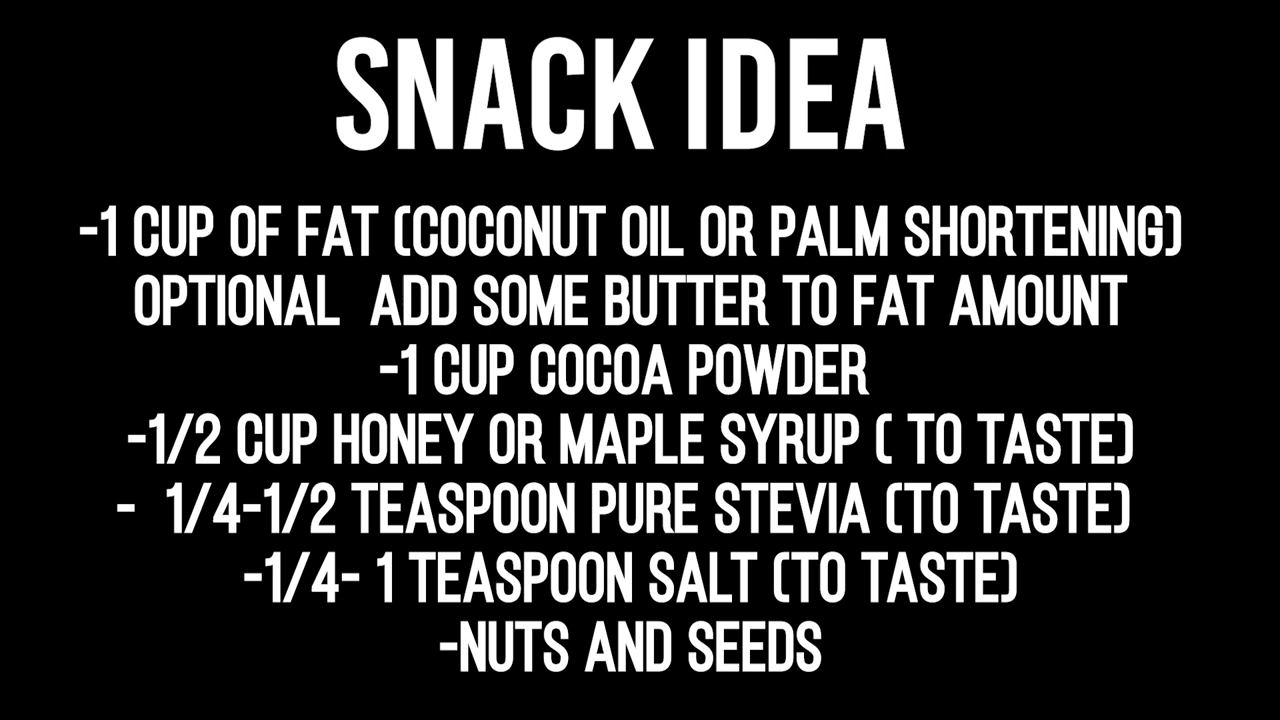 SNACK IDEA
-1 CUP OF FAT (COCONUT OIL OR PALM SHORTENING)
OPTIONAL ADD SOME BUTTER TO FAT AMOUNT
-1 CUP COCOA POWDER
-1/2 CUP HONEY OR MAPLE SYRUP ( TO TASTE)
- 1/4-1/2 TEASPOON PURE STEVIA (TO TASTE)
-1/4- 1 TEASPOON SALT (TO TASTE)
-NUTS AND SEEDS